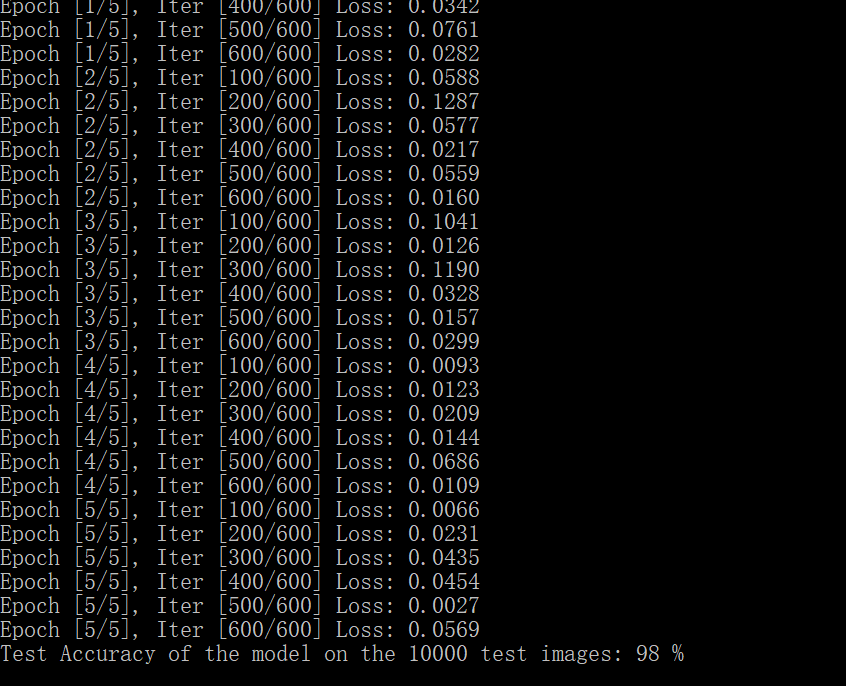 Epoch [1/5], Iter [400/600] Loss: 0.0342
Epoch [1/5], Iter [500/600] Loss: 0.0761
Epoch [1/5], Iter [600/600] Loss: 0.0282
Epoch [2/5], Iter [100/600] Loss: 0.0588
Epoch [2/5], Iter [200/600] Loss: 0.1287
Epoch [2/5], Iter [300/600] Loss: 0.0577
Epoch [2/5], Iter [400/600] Loss: 0.0217
Epoch [2/5], Iter [500/600] Loss: 0.0559
Epoch [2/5], Iter [600/600] Loss: 0.0160
Epoch [3/5], Iter [100/600] Loss: 0.1041
Epoch [3/5], Iter [200/600] Loss: 0.0126
Epoch [3/5], Iter [300/600] Loss: 0.1190
Epoch [3/5], Iter [400/600] Loss: 0.0328
Epoch [3/5], Iter [500/600] Loss: 0.0157
Epoch [3/5], Iter [600/600] Loss: 0.0299
Epoch [4/5], Iter [100/600] Loss: 0.0093
Epoch [4/5], Iter [200/600] Loss: 0.0123
Epoch [4/5], Iter [300/600] Loss: 0.0209
Epoch [4/5], Iter [400/600] Loss: 0.0144
Epoch [4/5], Iter [500/600] Loss: 0.0686
Epoch [4/5], Iter [600/600] Loss: 0.0109
Epoch [5/5], Iter [100/600] Loss: 0.0066
Epoch [5/5], Iter [200/600] Loss: 0.0231
Epoch [5/5], Iter [300/600] Loss: 0.0435
Epoch [5/5], Iter [400/600] Loss: 0.0454
Epoch [5/5], Iter [500/600] Loss: 0.0027
Epoch [5/5], Iter [600/600] Loss: 0.0569
Test Accuracy of the model on the 10000 test images: 98 %